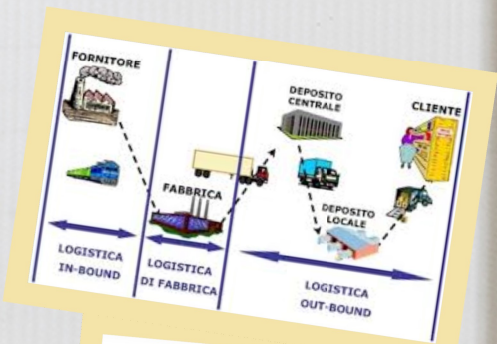 FORNITORE
DEPOSITO
CENTRALE
CLIENTE
FABBRICA
DEPOSITO
LOCALE
LOGISTICA
IN-BOUND
LOGISTICA
DI FABBRICA
LOGISTICA
OUT-BOUND